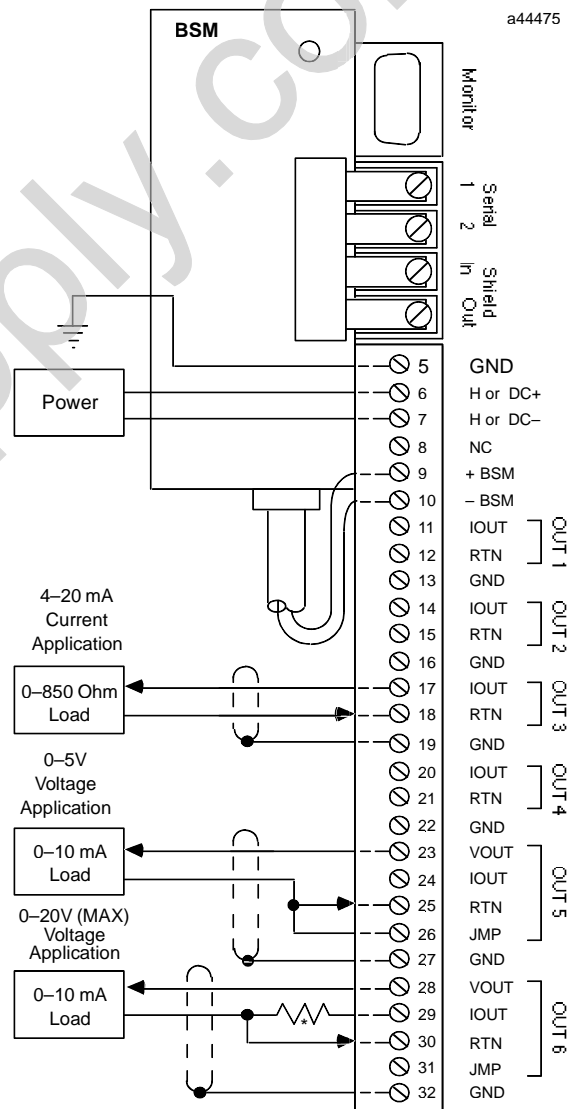 a44475
BSM
Monitor
Serial
1 2
Shield
In Out
5 GND
Power
6 H or DC+
7 H or DC–
8 NC
9 + BSM
10 – BSM
11 IOUT
12 RTN
OUT 1
13 GND
4–20 mA
Current
Application
14 IOUT
15 RTN
OUT 2
16 GND
0–850 Ohm
Load
17 IOUT
18 RTN
OUT 3
19 GND
0–5V
Voltage
Application
20 IOUT
21 RTN
OUT 4
22 GND
0–10 mA
Load
23 VOUT
24 IOUT
25 RTN
26 JMP
OUT 5
27 GND
0–20V (MAX)
Voltage
Application
0–10 mA
Load
28 VOUT
*
29 IOUT
30 RTN
31 JMP
OUT 6
32 GND
ply.com